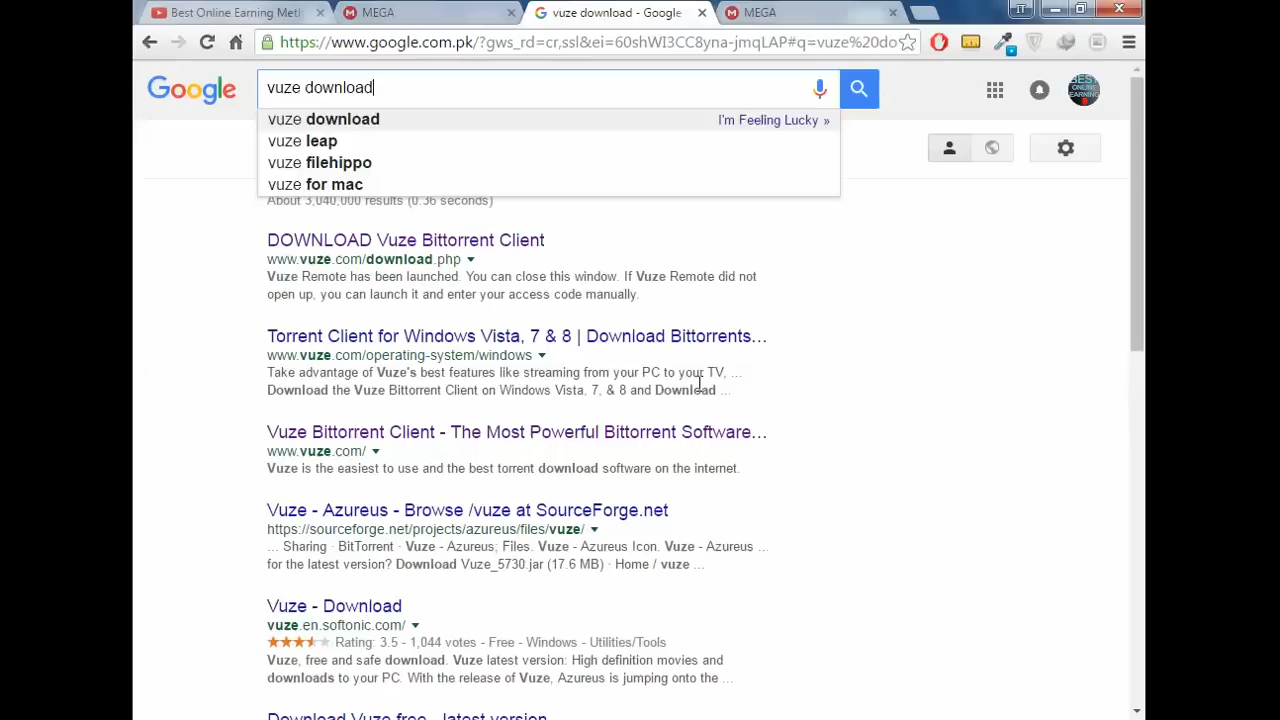 Best Online Earning Meth
MEGA
vuze download - Google
MEGA
https://www.google.com.pk/?gws_rd=cr,ssl&ei=60shWI3CC8yna-jmqLAP#q=vuze%20do
Google
vuze download
vuze download
I'm Feeling Lucky »
vuze leap
vuze filehippo
vuze for mac
BEST ONLINE EARNING
About 3,040,000 results (0.36 seconds)
DOWNLOAD Vuze Bittorrent Client
www.vuze.com/download.php
Vuze Remote has been launched. You can close this window. If Vuze Remote did not
open up, you can launch it and enter your access code manually.
Torrent Client for Windows Vista, 7 & 8 | Download Bittorrents...
www.vuze.com/operating-system/windows
Take advantage of Vuze's best features like streaming from your PC to your TV, ...
Download the Vuze Bittorrent Client on Windows Vista, 7, & 8 and Download ...
Vuze Bittorrent Client - The Most Powerful Bittorrent Software...
www.vuze.com/
Vuze is the easiest to use and the best torrent download software on the internet.
Vuze - Azureus - Browse /vuze at SourceForge.net
https://sourceforge.net/projects/azureus/files/vuze/
... Sharing · BitTorrent · Vuze - Azureus; Files. Vuze - Azureus Icon. Vuze - Azureus ...
for the latest version? Download Vuze_5730.jar (17.6 MB) · Home / vuze ...
Vuze - Download
vuze.en.softonic.com/
Rating: 3.5 - 1,044 votes - Free - Windows - Utilities/Tools
Vuze, free and safe download. Vuze latest version: High definition movies and
downloads to your PC. With the release of Vuze, Azureus is jumping onto the ...
Download Vuze free - latest version